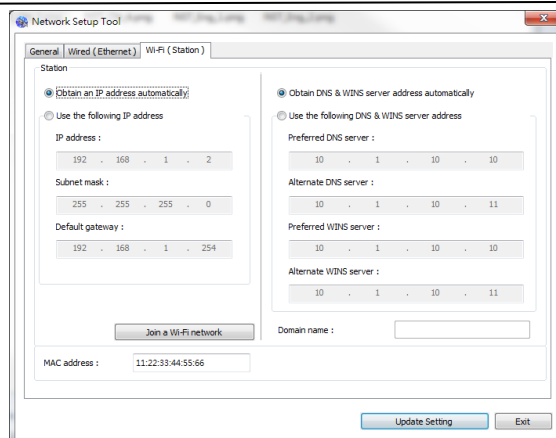 Network Setup Tool
General
Wired ( Ethernet )
Wi-Fi ( Station )
Station
Obtain an IP address automatically
Use the following IP address
IP address :
192 . 168 . 1 . 2
Subnet mask :
255 . 255 . 255 . 0
Default gateway :
192 . 168 . 1 . 254
Join a Wi-Fi network
Obtain DNS & WINS server address automatically
Use the following DNS & WINS server address
Preferred DNS server :
10 . 1 . 10 . 10
Alternate DNS server :
10 . 1 . 10 . 11
Preferred WINS server :
10 . 1 . 10 . 10
Alternate WINS server :
10 . 1 . 10 . 11
Domain name :
MAC address :
11:22:33:44:55:66
Update Setting
Exit